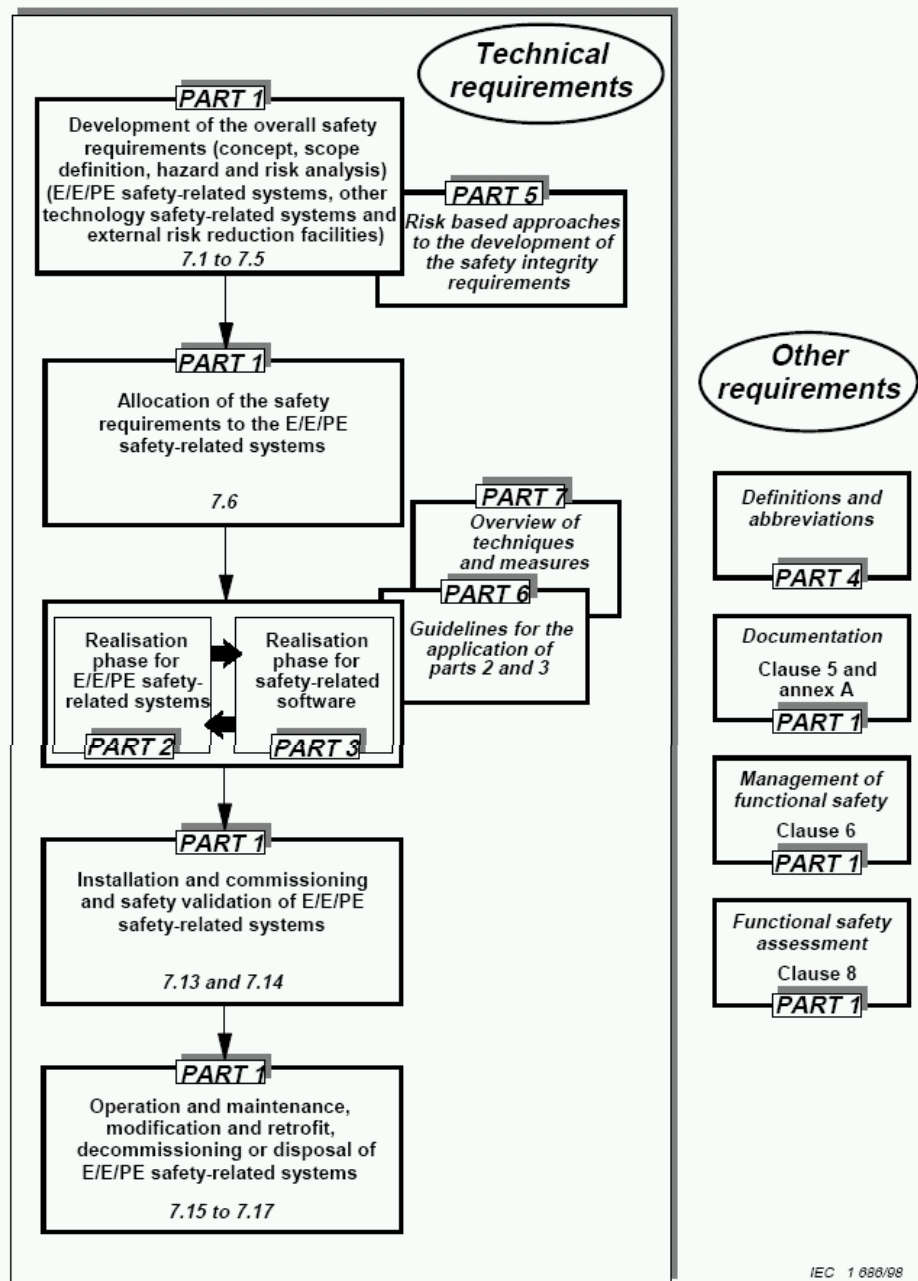 Technical
requirements
PART 1
Development of the overall safety
requirements (concept, scope
definition, hazard and risk analysis)
(E/E/PE safety-related systems, other
technology safety-related systems and
external risk reduction facilities)
7.1 to 7.5
PART 5
Risk based approaches
to the development of
the safety integrity
requirements
PART 1
Allocation of the safety
requirements to the E/E/PE
safety-related systems
7.6
PART 7
Overview of
techniques
and measures
PART 6
Guidelines for the
application of
parts 2 and 3
Realisation
phase for
E/E/PE safety-
related systems
PART 2
Realisation
phase for
safety-related
software
PART 3
PART 1
Installation and commissioning
and safety validation of E/E/PE
safety-related systems
7.13 and 7.14
PART 1
Operation and maintenance,
modification and retrofit,
decommissioning or disposal of
E/E/PE safety-related systems
7.15 to 7.17
Other
requirements
Definitions and
abbreviations
PART 4
Documentation
Clause 5 and
annex A
PART 1
Management of
functional safety
Clause 6
PART 1
Functional safety
assessment
Clause 8
PART 1
IEC 1 686/98